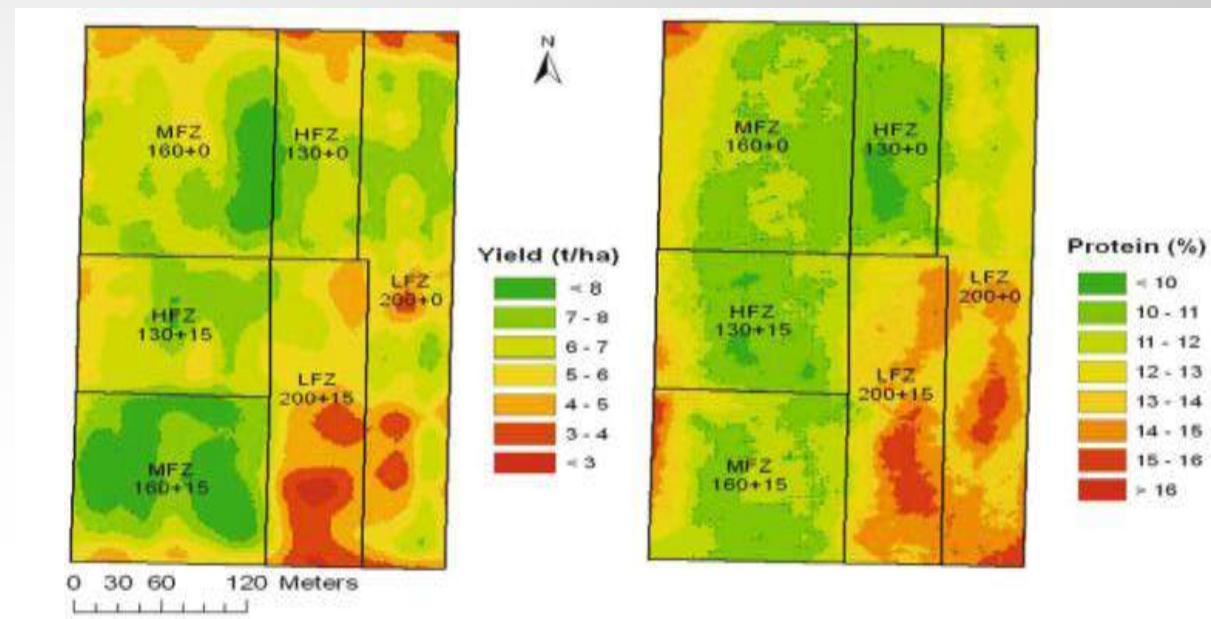 N
MFZ
160+0
HFZ
130+0
LFZ
200+0
HFZ
130+15
LFZ
200+15
MFZ
160+15
Yield (t/ha)
< 8
7 - 8
6 - 7
5 - 6
4 - 5
3 - 4
< 3
0 30 60 120 Meters
MFZ
160+0
HFZ
130+0
LFZ
200+0
HFZ
130+15
LFZ
200+15
MFZ
160+15
Protein (%)
< 10
10 - 11
11 - 12
12 - 13
13 - 14
14 - 15
15 - 16
> 16